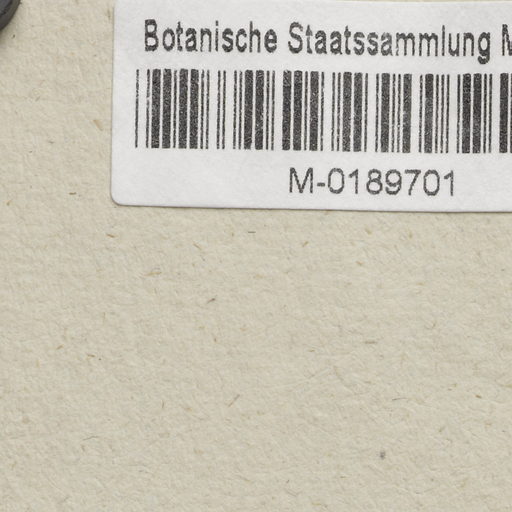 Botanische Staatssammlung M
M-0189701